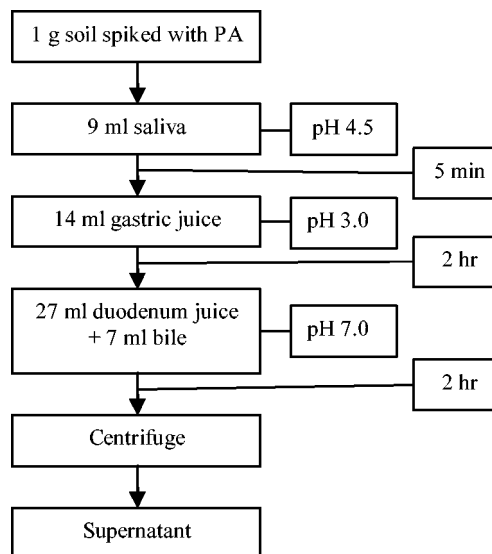 1 g soil spiked with PA
9 ml saliva
pH 4.5
5 min
14 ml gastric juice
pH 3.0
2 hr
27 ml duodenum juice
+ 7 ml bile
pH 7.0
2 hr
Centrifuge
Supernatant